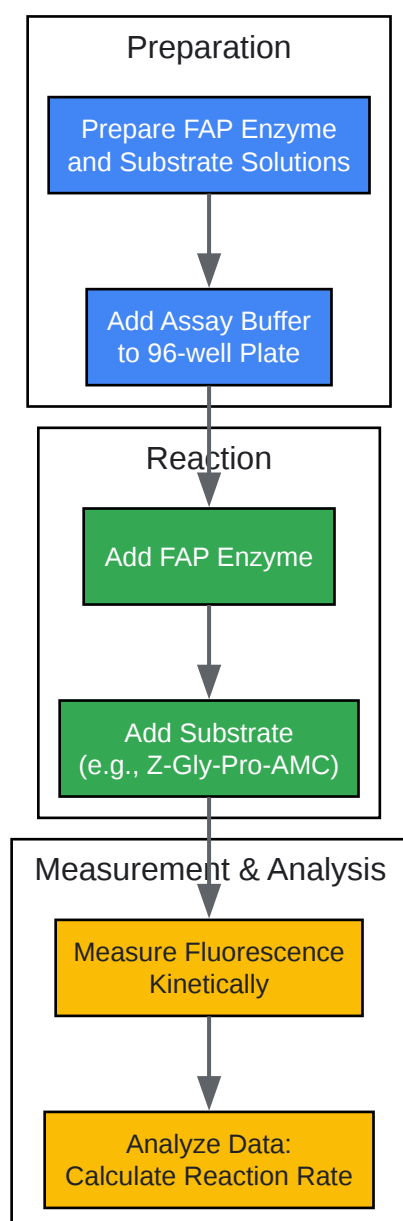 Preparation
Prepare FAP Enzyme
and Substrate Solutions
Add Assay Buffer
to 96-well Plate
Reaction
Add FAP Enzyme
Add Substrate
(e.g., Z-Gly-Pro-AMC)
Measurement & Analysis
Measure Fluorescence
Kinetically
Analyze Data:
Calculate Reaction Rate